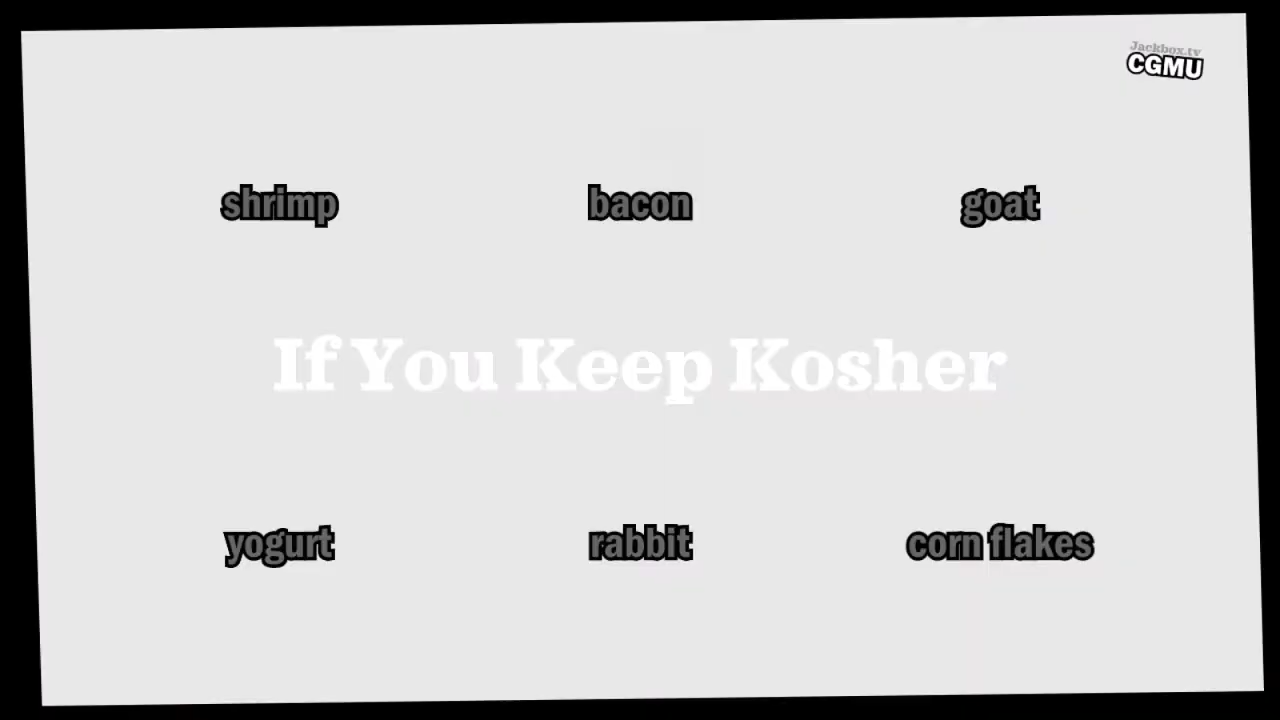 Jackbox.tv
CGMU
shrimp
bacon
goat
If You Keep Kosher
yogurt
rabbit
corn flakes